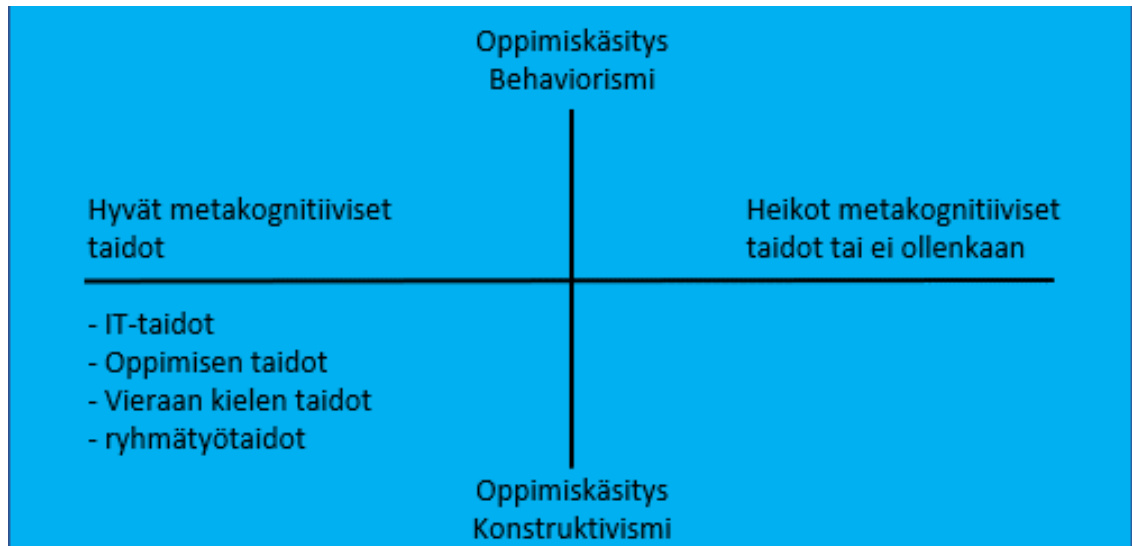 Oppimiskäsitys
Behaviorismi
Hyvät metakognitiiviset
taidot
Heikot metakognitiiviset
taidot tai ei ollenkaan
- IT-taidot
- Oppimisen taidot
- Vieraan kielen taidot
- ryhmätyötaidot
Oppimiskäsitys
Konstruktivismi